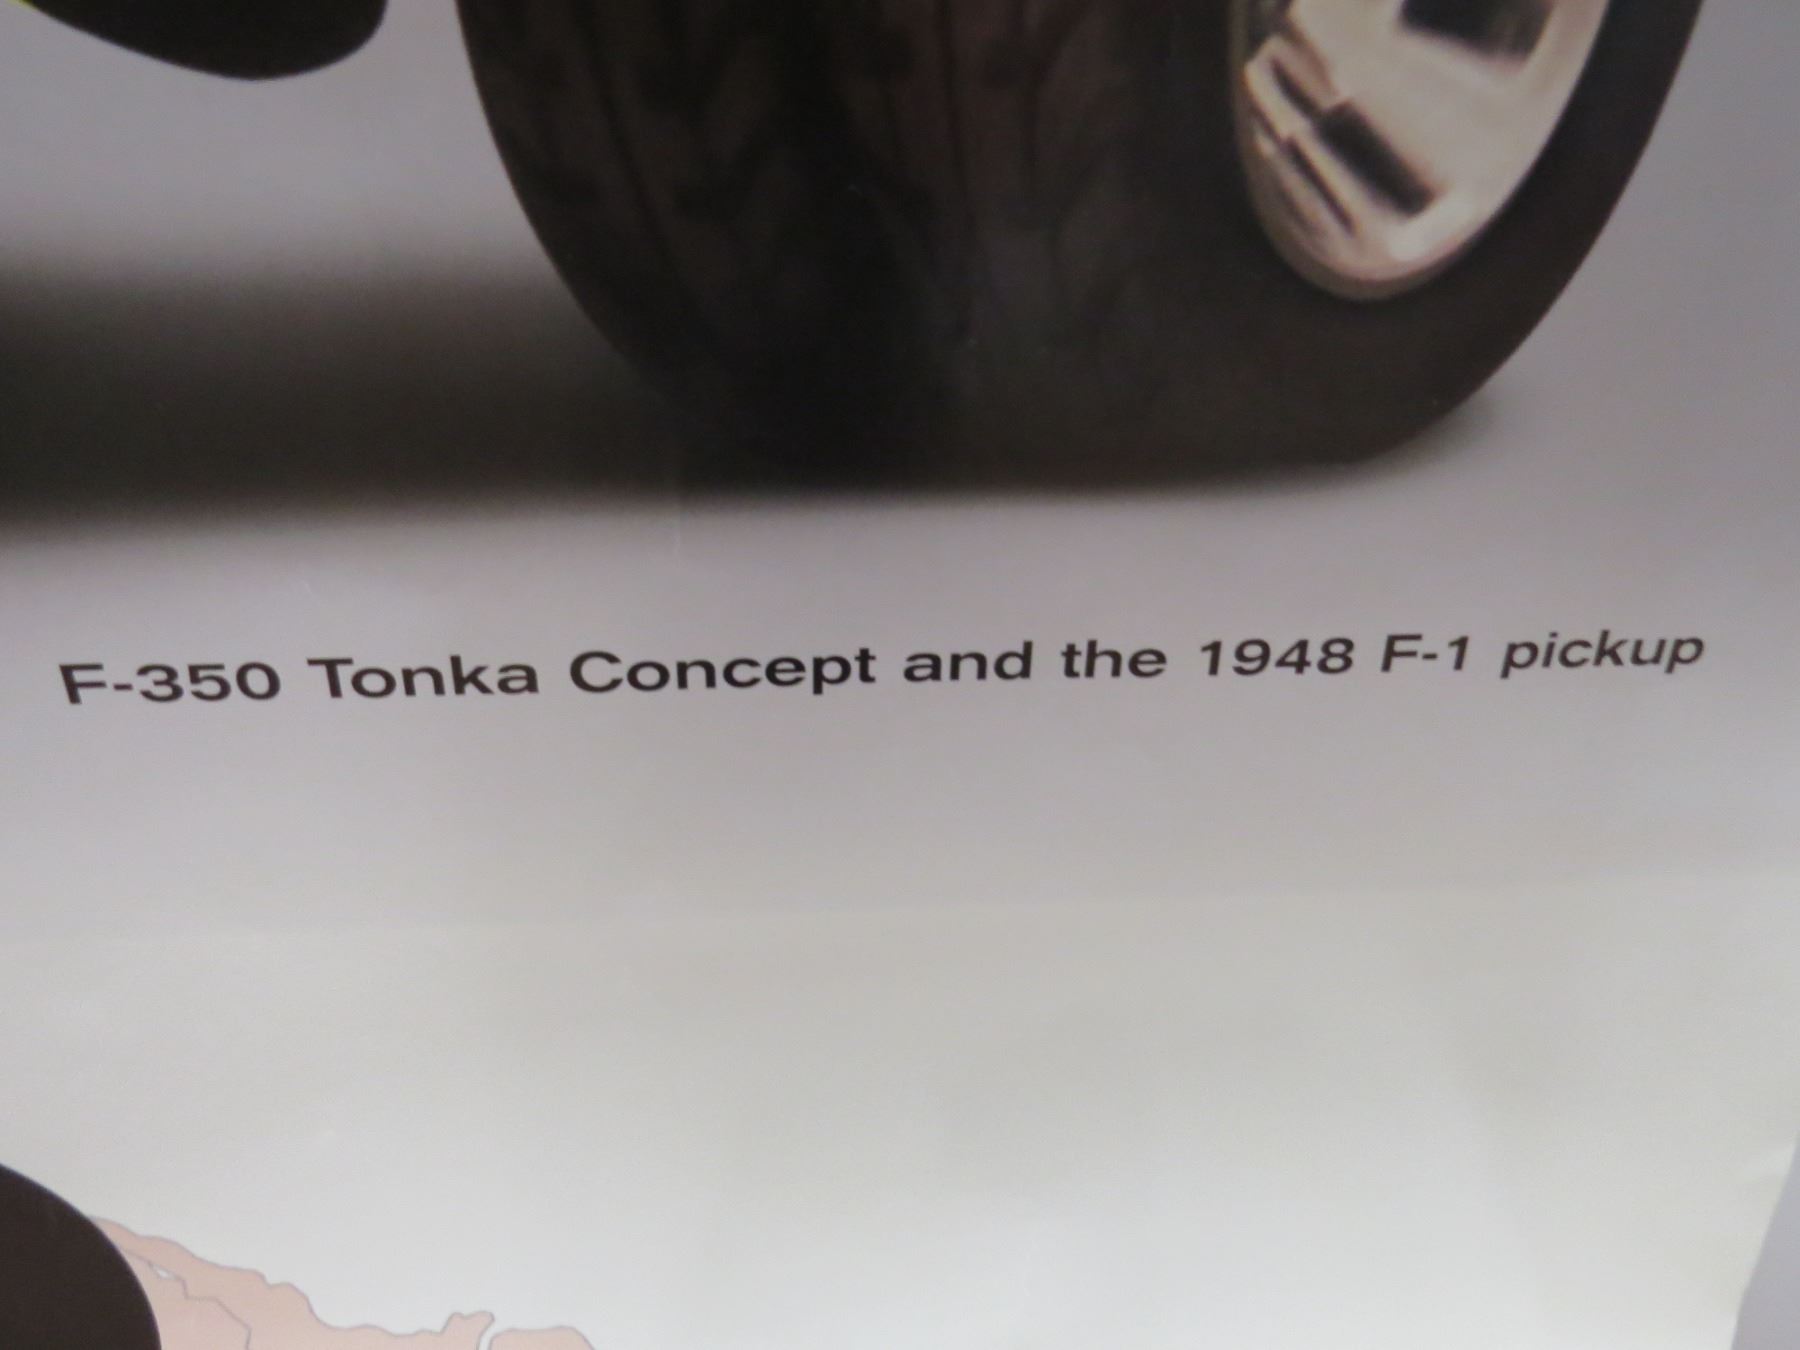 F-350 Tonka Concept and the 1948 F-1 pickup